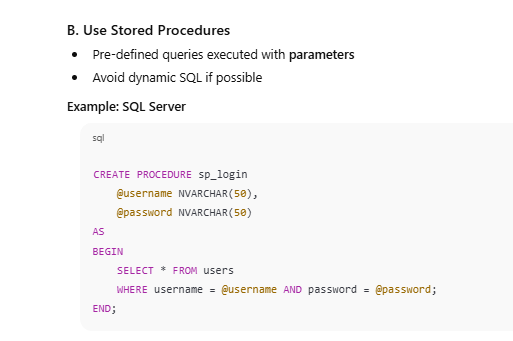 B. Use Stored Procedures
• Pre-defined queries executed with parameters
• Avoid dynamic SQL if possible
Example: SQL Server
sql
CREATE PROCEDURE sp_login
    @username NVARCHAR(50),
    @password NVARCHAR(50)
AS
BEGIN
    SELECT * FROM users
    WHERE username = @username AND password = @password;
END;